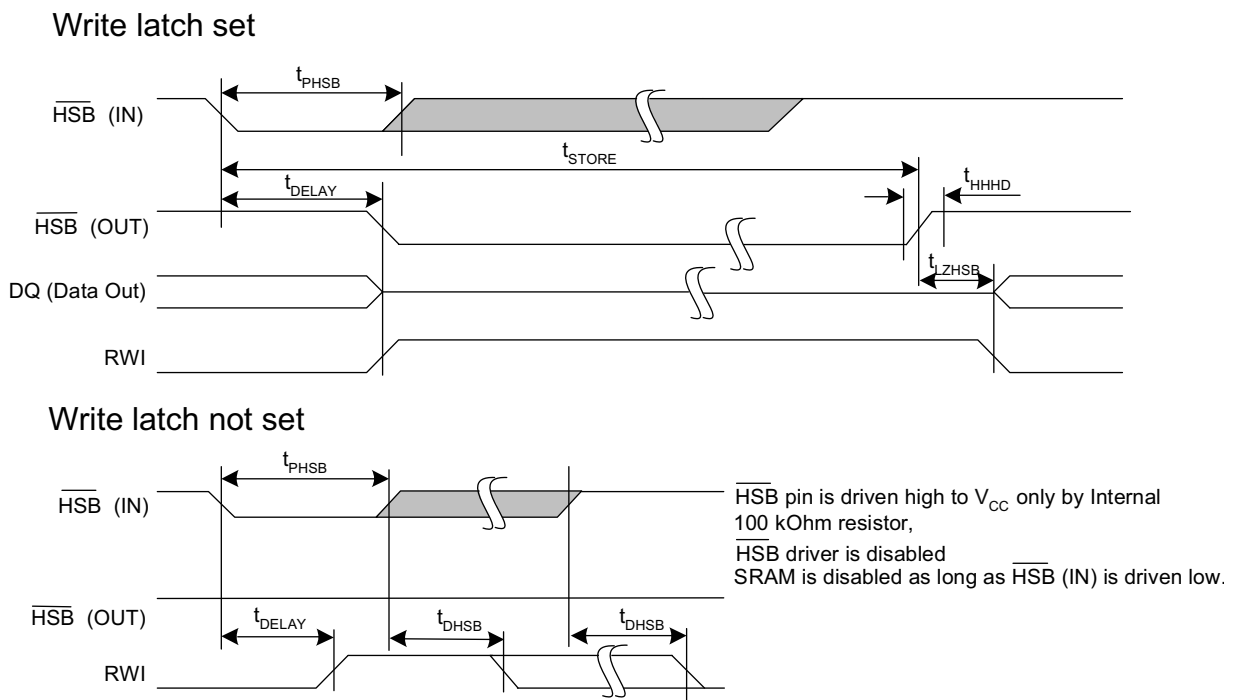 Write latch set
tPHSB
HSB (IN)
tSTORE
tDELAY
tHHHD
HSB (OUT)
tLZHSB
DQ (Data Out)
RWI
Write latch not set
tPHSB
HSB (IN)
HSB pin is driven high to VCC only by Internal
100 kOhm resistor,
HSB driver is disabled
SRAM is disabled as long as HSB (IN) is driven low.
HSB (OUT)
tDELAY
tDHSB
tDHSB
RWI